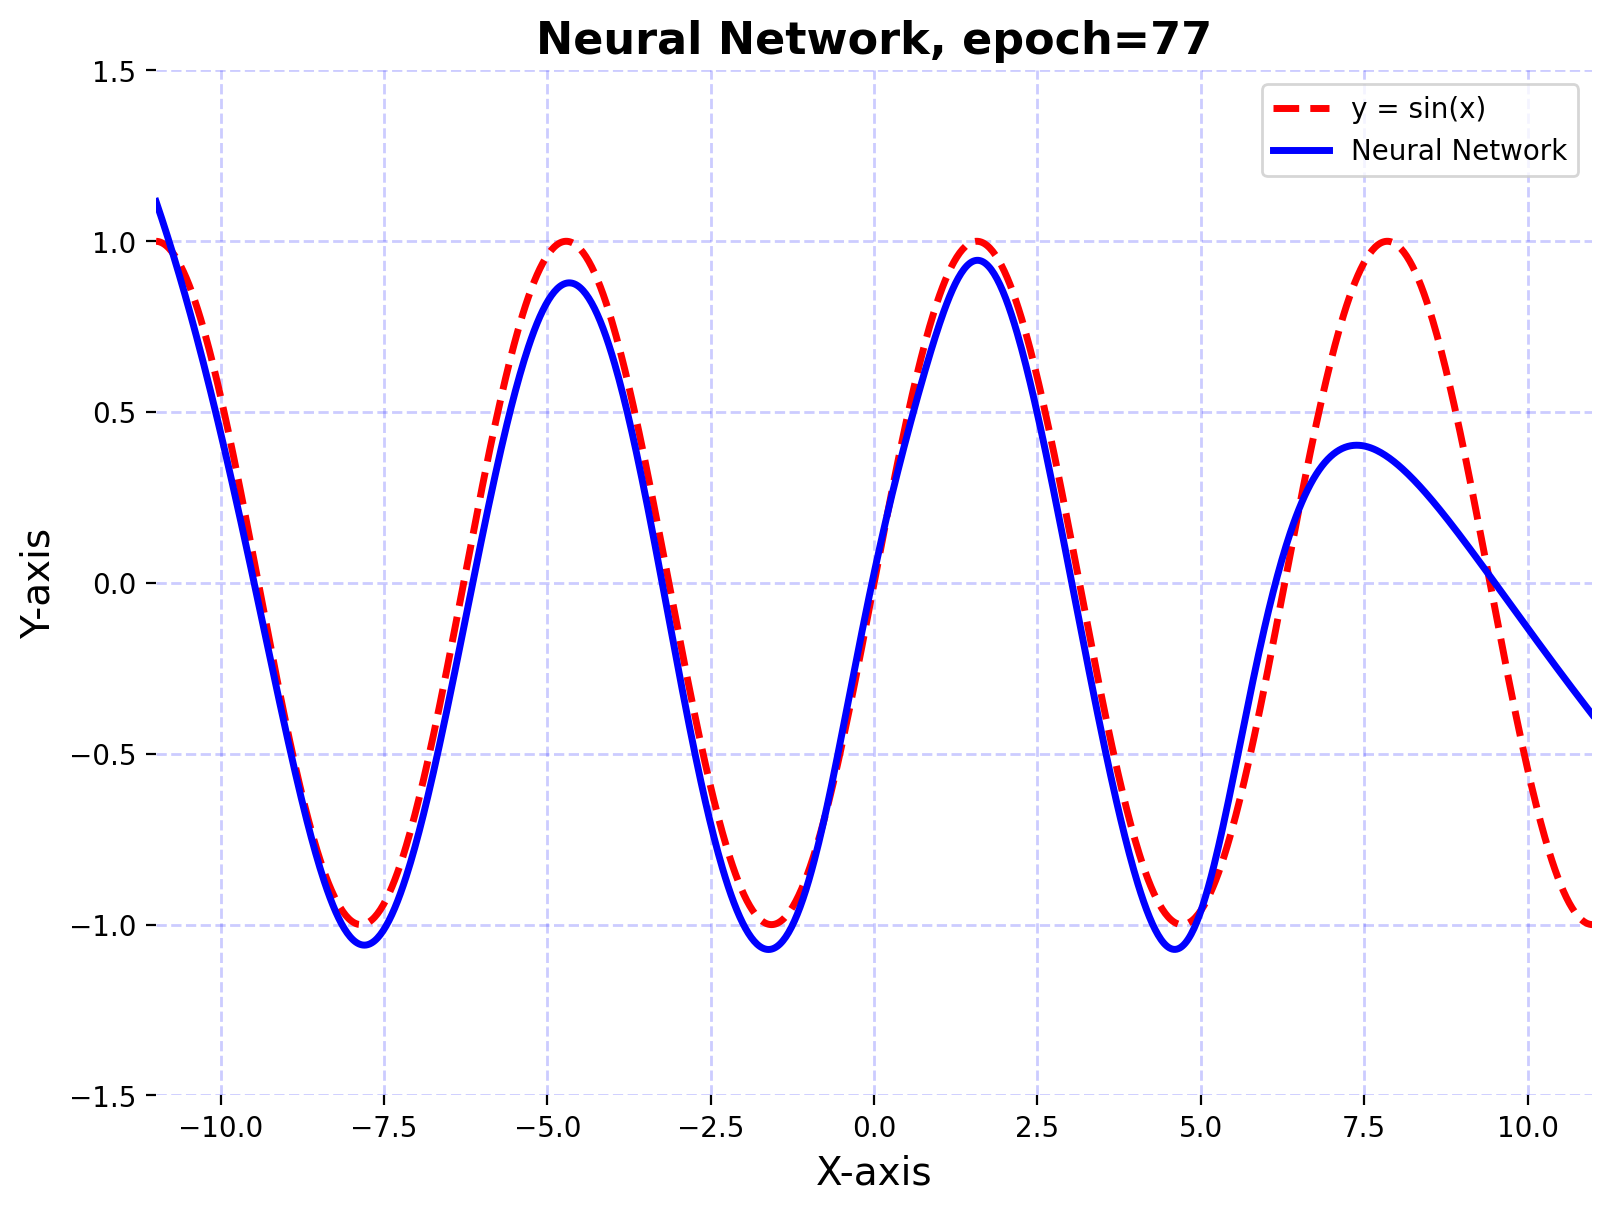 Neural Network, epoch=77
y = sin(x)
Neural Network
Y-axis
1.5
1.0
0.5
0.0
−0.5
−1.0
−1.5
−10.0 −7.5 −5.0 −2.5 0.0 2.5 5.0 7.5 10.0
X-axis